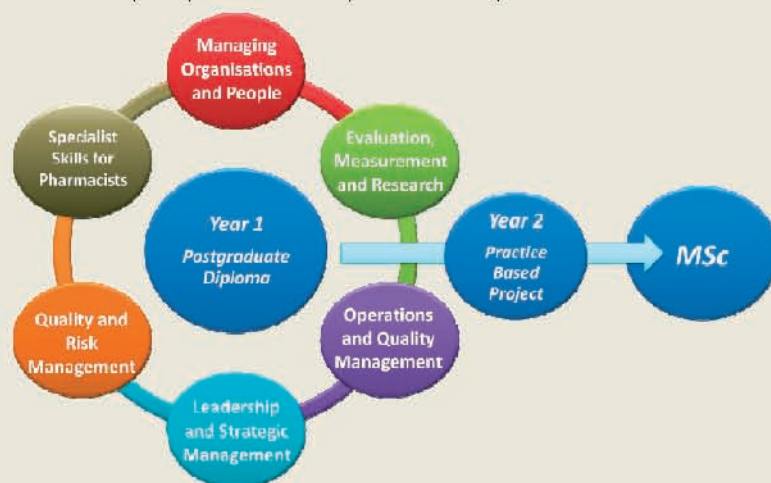 Managing
Organisations
and People
Evaluation,
Measurement
and Research
Operations
and Quality
Management
Leadership
and Strategic
Management
Quality and
Risk
Management
Specialist
Skills for
Pharmacists
Year 1
Postgraduate
Diploma
Year 2
Practice
Based
Project
MSc